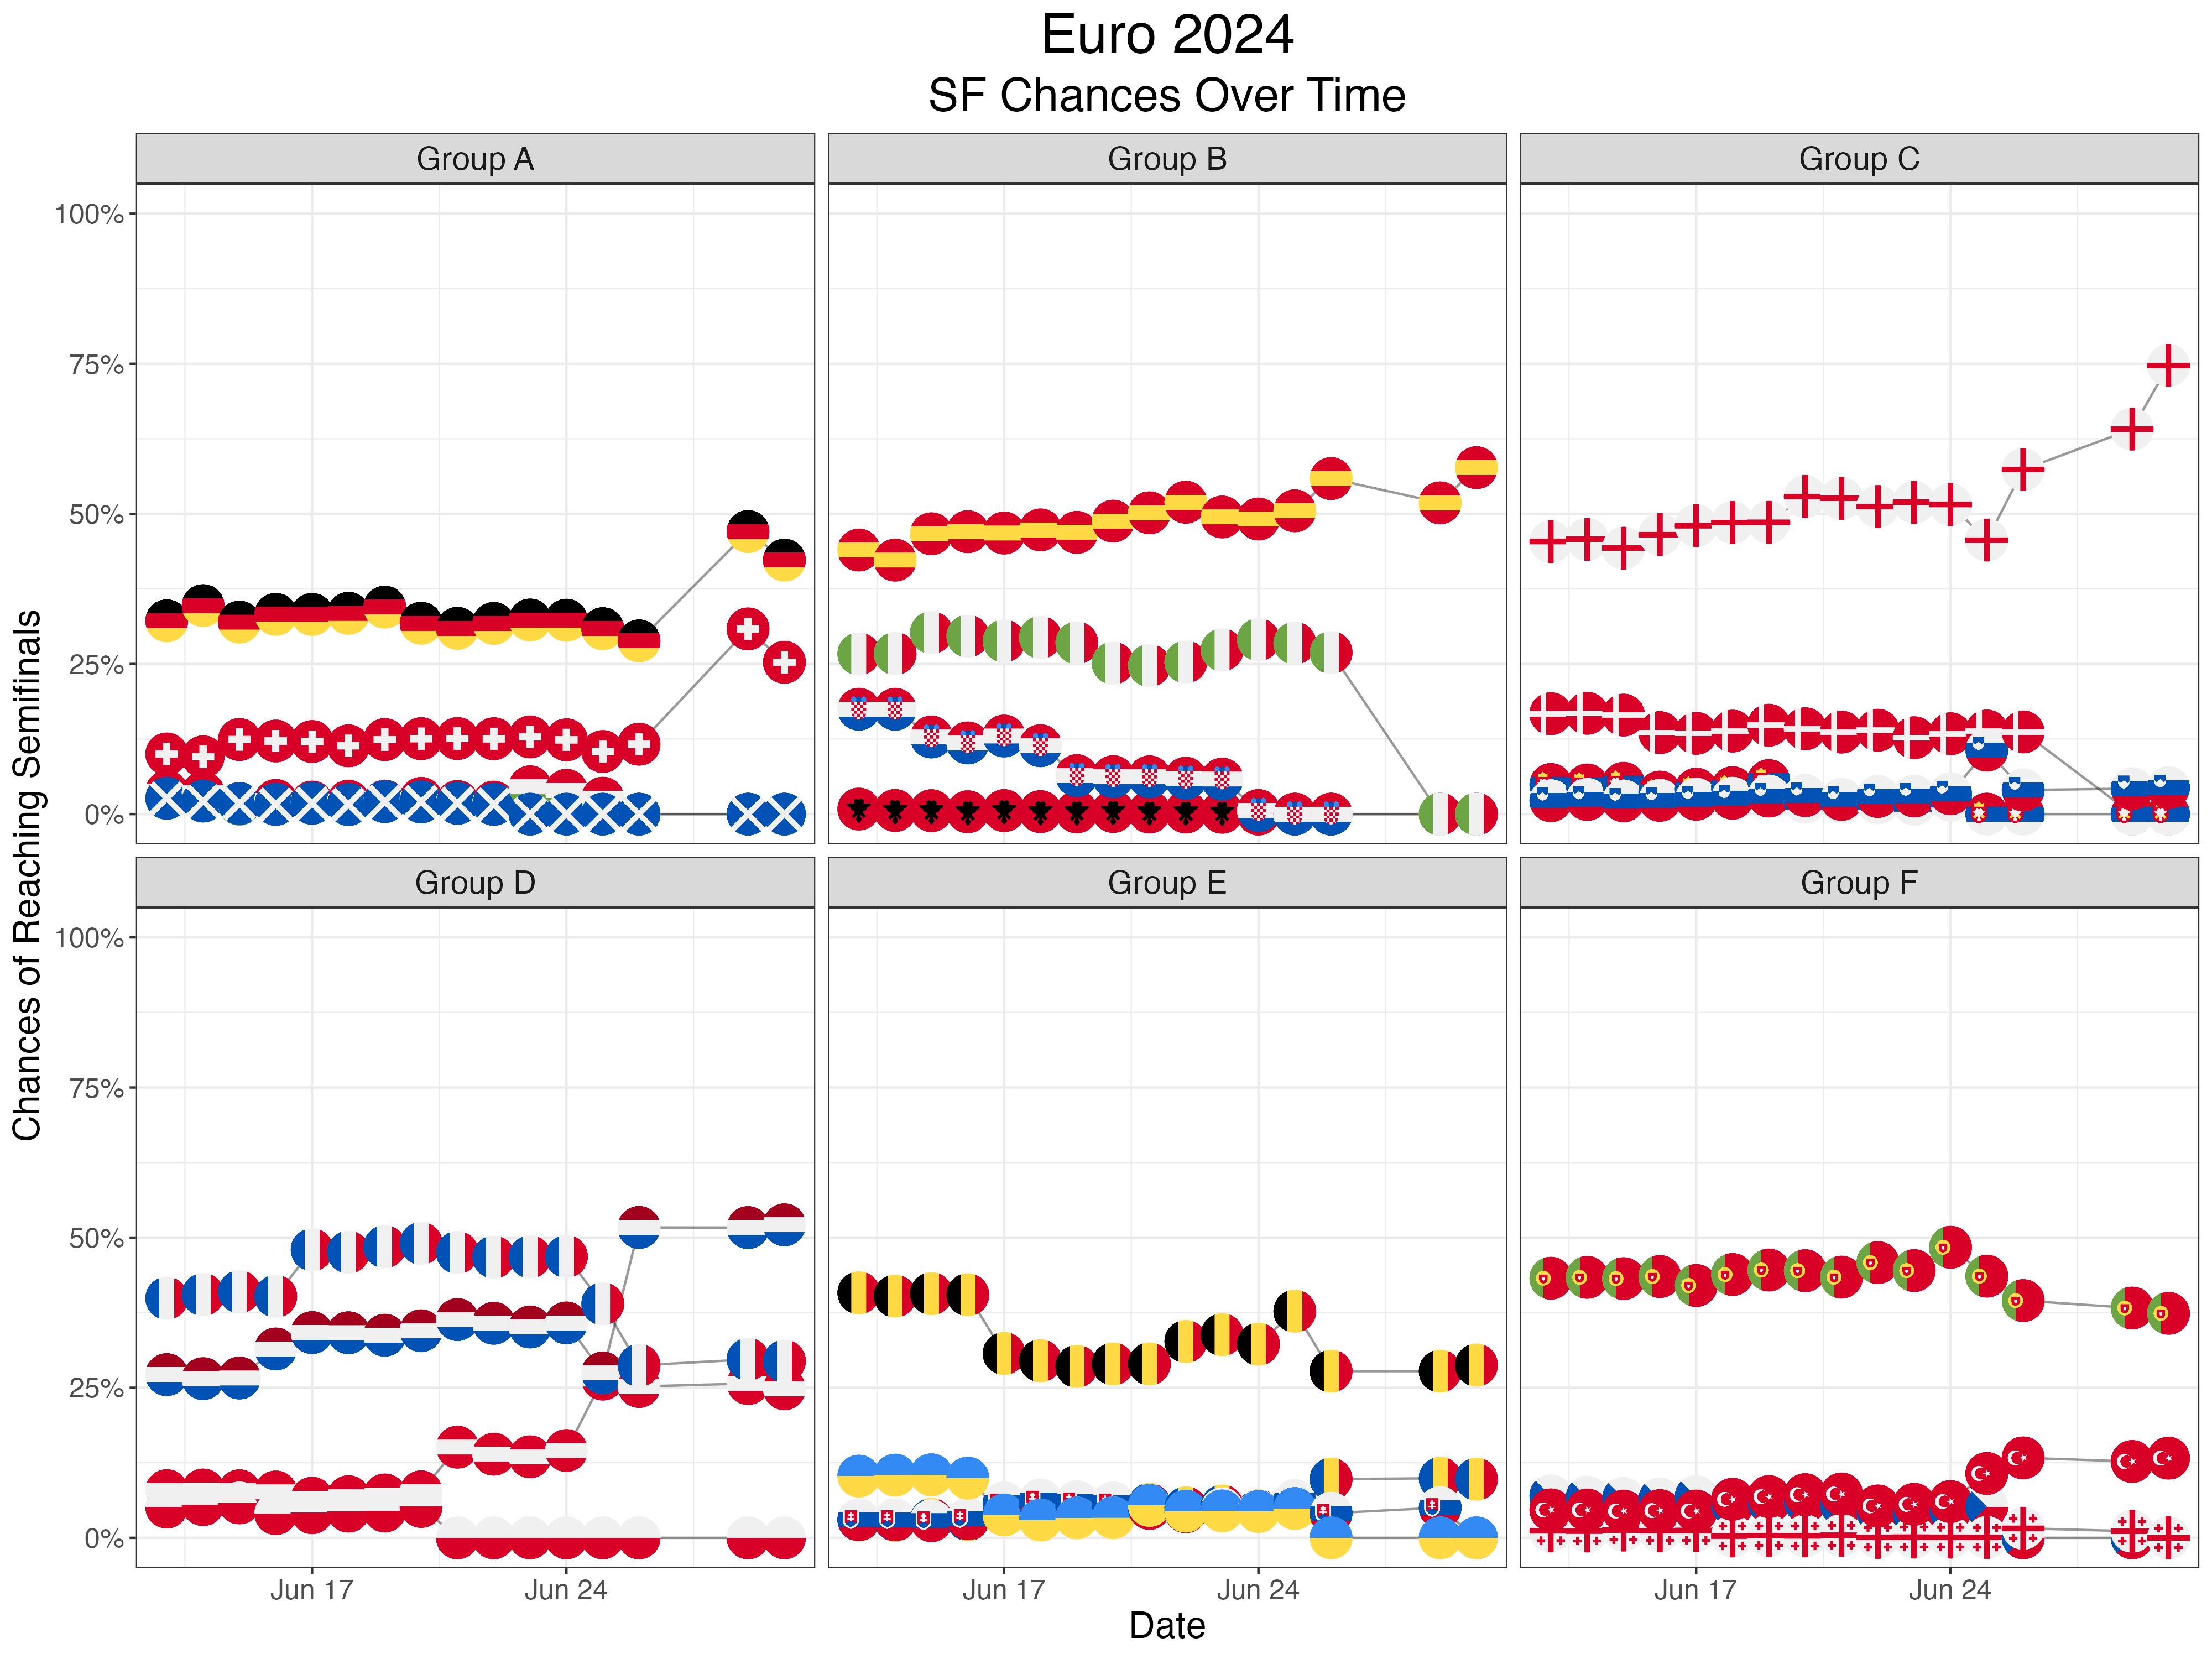 Euro 2024
SF Chances Over Time
Group A
Group B
Group C
100%
75%
50%
25%
0%
Chances of Reaching Semifinals
Group D
Group E
Group F
100%
75%
50%
25%
0%
Jun 17
Jun 24
Jun 17
Jun 24
Jun 17
Jun 24
Date